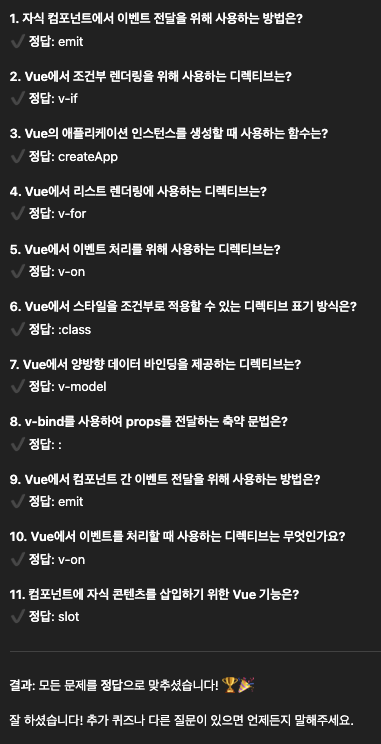 1. 자식 컴포넌트에서 이벤트 전달을 위해 사용하는 방법은?
✔ 정답: emit
2. Vue에서 조건부 렌더링을 위해 사용하는 디렉티브는?
✔ 정답: v-if
3. Vue의 애플리케이션 인스턴스를 생성할 때 사용하는 함수는?
✔ 정답: createApp
4. Vue에서 리스트 렌더링에 사용하는 디렉티브는?
✔ 정답: v-for
5. Vue에서 이벤트 처리를 위해 사용하는 디렉티브는?
✔ 정답: v-on
6. Vue에서 스타일을 조건부로 적용할 수 있는 디렉티브 표기 방식은?
✔ 정답: :class
7. Vue에서 양방향 데이터 바인딩을 제공하는 디렉티브는?
✔ 정답: v-model
8. v-bind를 사용하여 props를 전달하는 축약 문법은?
✔ 정답: :
9. Vue에서 컴포넌트 간 이벤트 전달을 위해 사용하는 방법은?
✔ 정답: emit
10. Vue에서 이벤트를 처리할 때 사용하는 디렉티브는 무엇인가요?
✔ 정답: v-on
11. 컴포넌트에 자식 콘텐츠를 삽입하기 위한 Vue 기능은?
✔ 정답: slot
결과: 모든 문제를 정답으로 맞추셨습니다! 🏆🎉
잘 하셨습니다! 추가 퀴즈나 다른 질문이 있으면 언제든지 말해주세요.